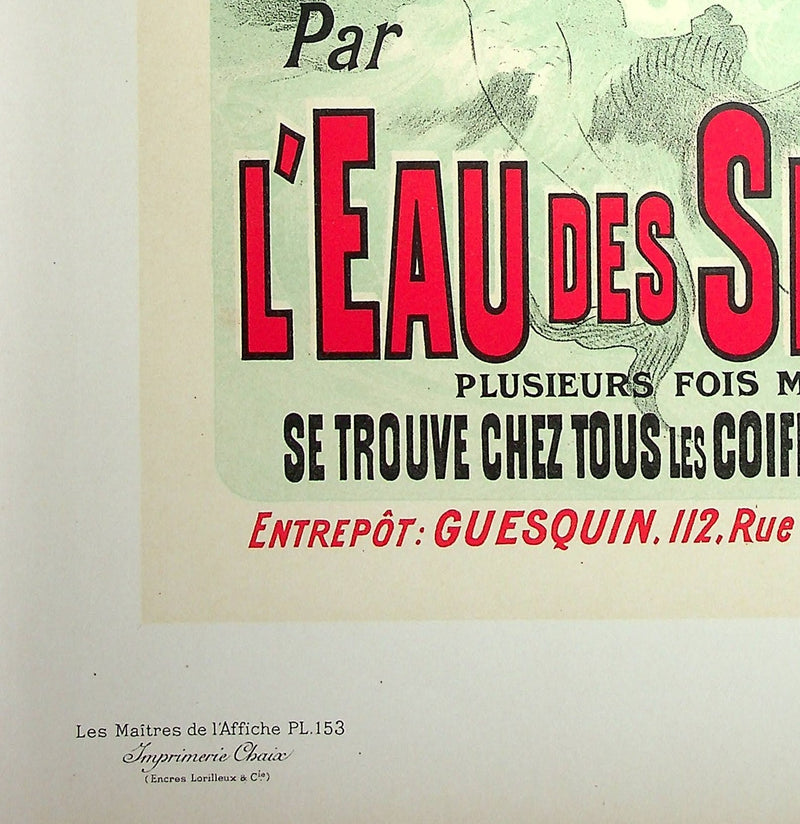 Par
L'EAU DES S
PLUSIEURS FOIS M
SE TROUVE CHEZ TOUS LES COIF
ENTREPÔT: GUESQUIN. 112, Rue
Les Maîtres de l'Affiche PL.153
Imprimerie Chaix
(Encres Lorilleux & Cie)